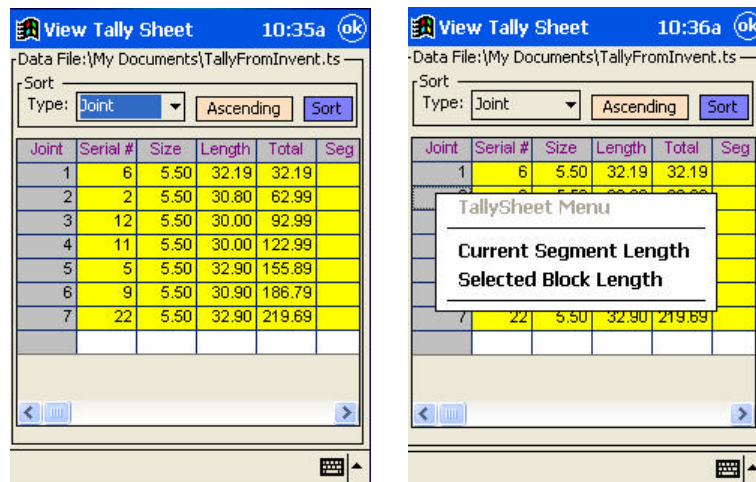 View Tally Sheet 10:35a ok
Data File:\My Documents\TallyFromInvent.ts
Sort
Type: Joint Ascending Sort
Joint Serial # Size Length Total Seg
1 6 5.50 32.19 32.19
2 2 5.50 30.80 62.99
3 12 5.50 30.00 92.99
4 11 5.50 30.00 122.99
5 5 5.50 32.90 155.89
6 9 5.50 30.90 186.79
7 22 5.50 32.90 219.69
View Tally Sheet 10:36a ok
Data File:\My Documents\TallyFromInvent.ts
Sort
Type: Joint Ascending Sort
Joint Serial # Size Length Total Seg
1 6 5.50 32.19 32.19
TallySheet Menu
Current Segment Length
Selected Block Length
7 22 5.50 32.90 219.69